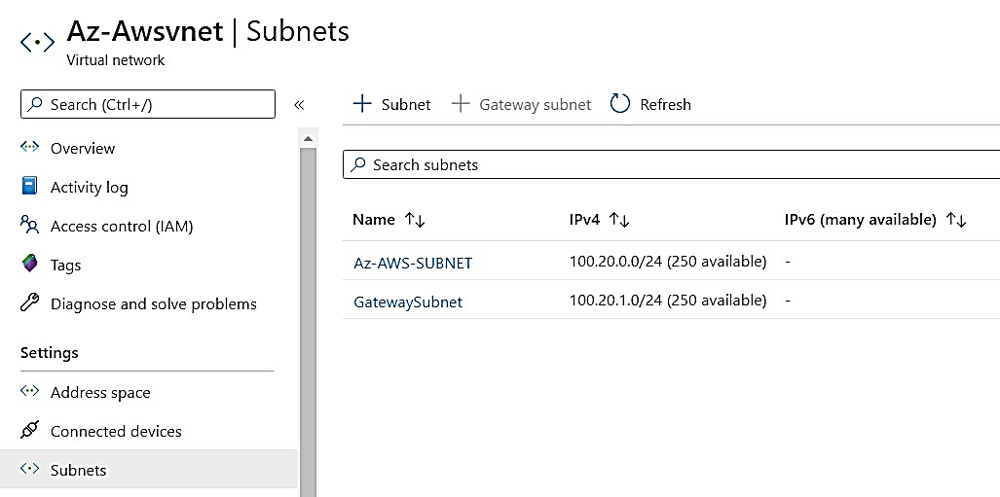 Az-Awsvnet | Subnets
Virtual network
Search (Ctrl+/)
«
Overview
Activity log
Access control (IAM)
Tags
Diagnose and solve problems
Settings
Address space
Connected devices
Subnets
+ Subnet + Gateway subnet Refresh
Search subnets
Name ↑↓ IPv4 ↑↓ IPv6 (many available) ↑↓
Az-AWS-SUBNET 100.20.0.0/24 (250 available) -
GatewaySubnet 100.20.1.0/24 (250 available) -